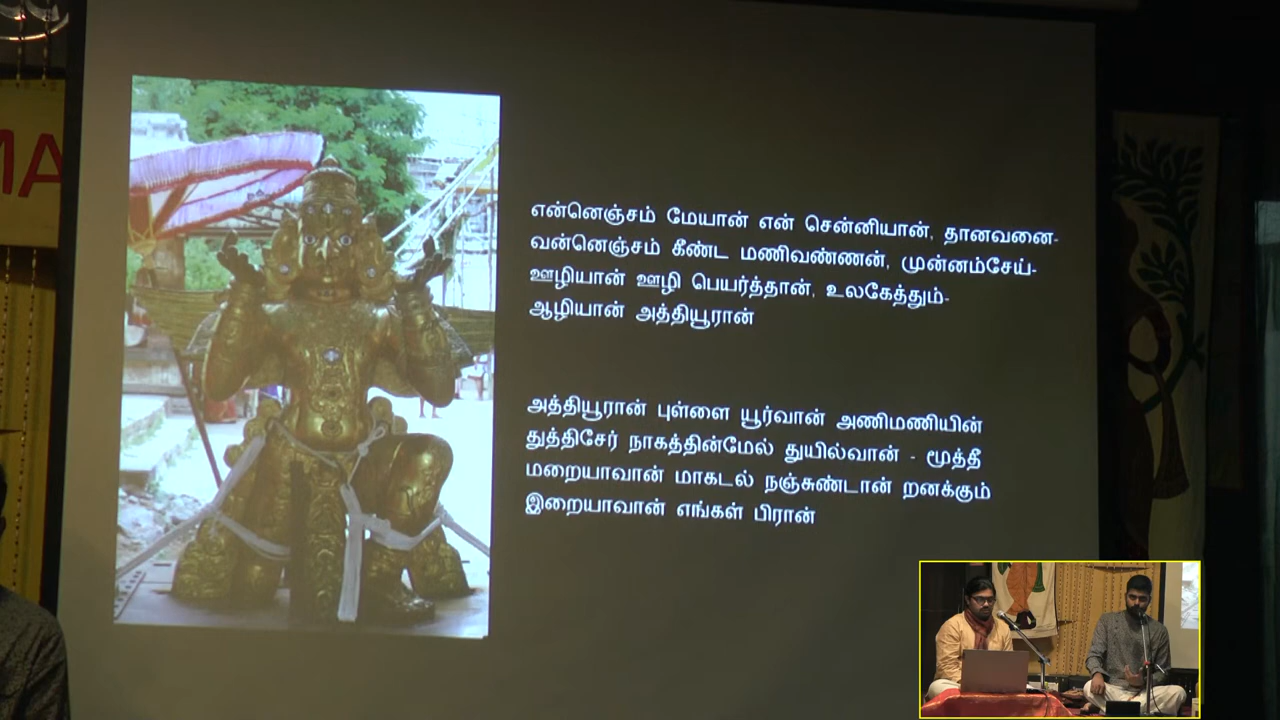 MA
என்னெஞ்சம் மேயான் என் சென்னியான், தானவனை-
வன்னெஞ்சம் கீண்ட மணிவண்ணன், முன்னம்சேய்-
ஊழியான் ஊழி பெயர்த்தான், உலகேத்தும்-
ஆழியான் அத்தியூரான்
அத்தியூரான் புள்ளை யூர்வான் அணிமணியின்
துத்திசேர் நாகத்தின்மேல் துயில்வான் - மூத்தீ
மறையாவான் மாகடல் நஞ்சுண்டான் றனக்கும்
இறையாவான் எங்கள் பிரான்